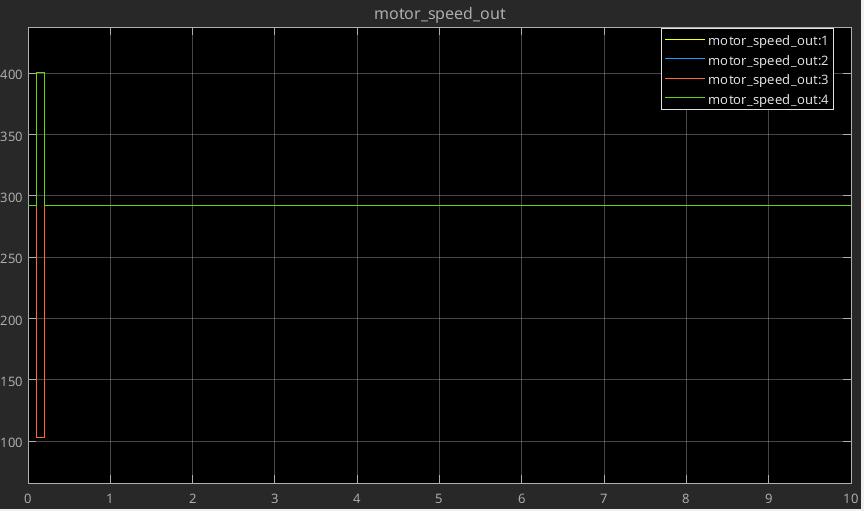 motor_speed_out
motor_speed_out:1
motor_speed_out:2
motor_speed_out:3
motor_speed_out:4
400
350
300
250
200
150
100
0 1 2 3 4 5 6 7 8 9 10